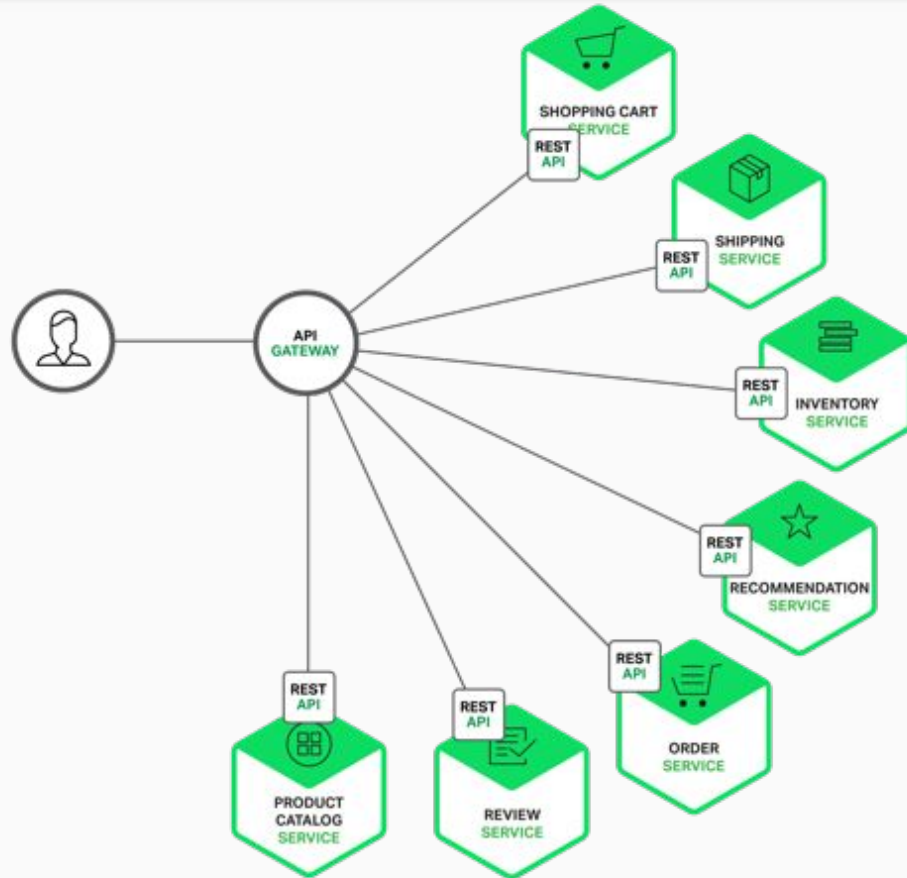 SHOPPING CART
SERVICE
REST
API
SHIPPING
SERVICE
REST
API
API
GATEWAY
INVENTORY
SERVICE
REST
API
RECOMMENDATION
SERVICE
REST
API
ORDER
SERVICE
REST
API
REVIEW
SERVICE
REST
API
PRODUCT
CATALOG
SERVICE
REST
API